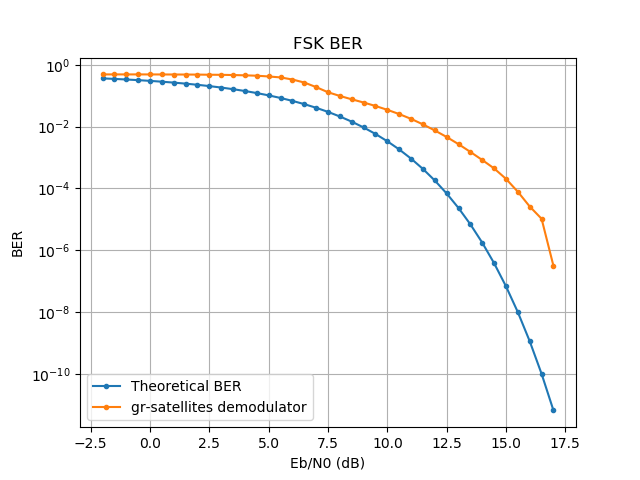 FSK BER
10^0
10^-2
10^-4
10^-6
10^-8
10^-10
BER
Theoretical BER
gr-satellites demodulator
−2.5 0.0 2.5 5.0 7.5 10.0 12.5 15.0 17.5
Eb/N0 (dB)